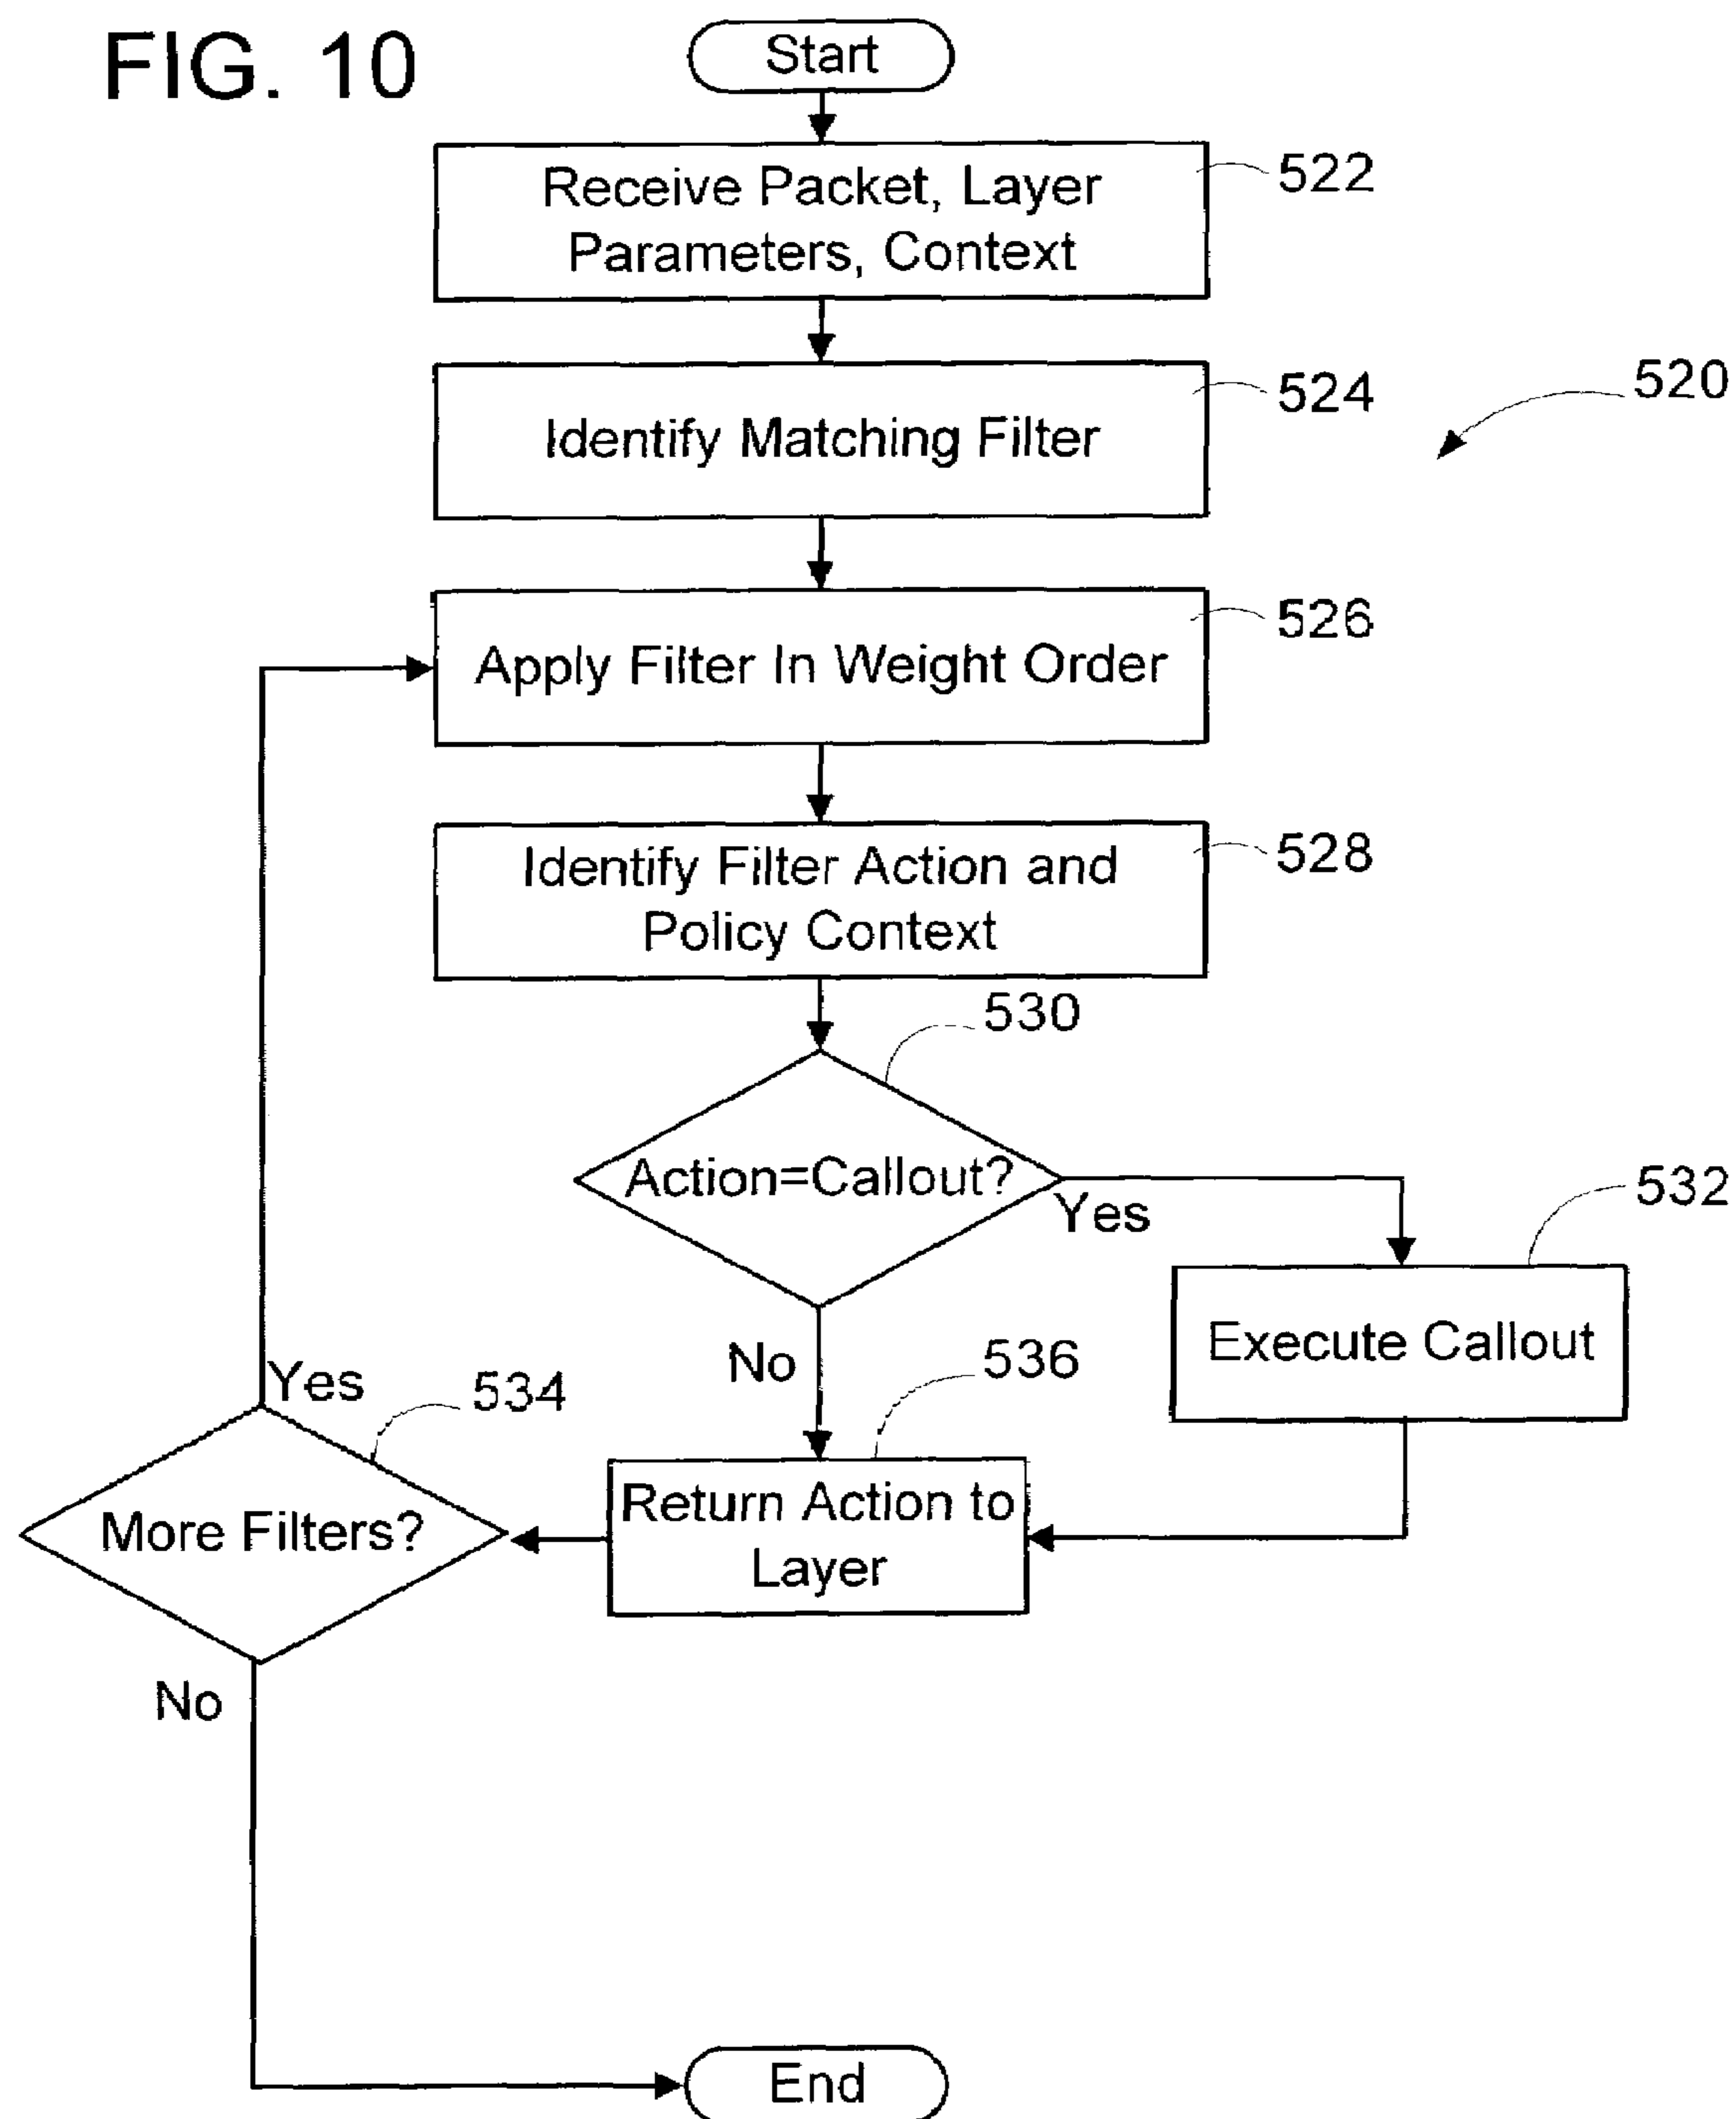 FIG. 10
Start
Receive Packet, Layer
Parameters, Context
522
Identify Matching Filter
524
520
Apply Filter In Weight Order
526
Identify Filter Action and
Policy Context
528
530
Action=Callout?
Yes
532
Execute Callout
No
536
Return Action to
Layer
Yes
534
More Filters?
No
End